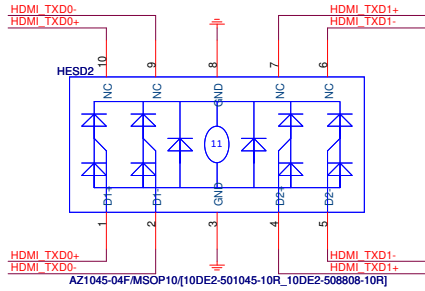 HDMI_TXD0-
HDMI_TXD0+
HDMI_TXD1+
HDMI_TXD1-
10
9
8
7
6
HESD2
NC
NC
GND
NC
NC
11
D1+
D1-
GND
D2+
D2-
1
2
3
4
5
HDMI_TXD0+
HDMI_TXD0-
HDMI_TXD1-
HDMI_TXD1+
AZ1045-04F/MSOP10/[10DE2-501045-10R_10DE2-508808-10R]